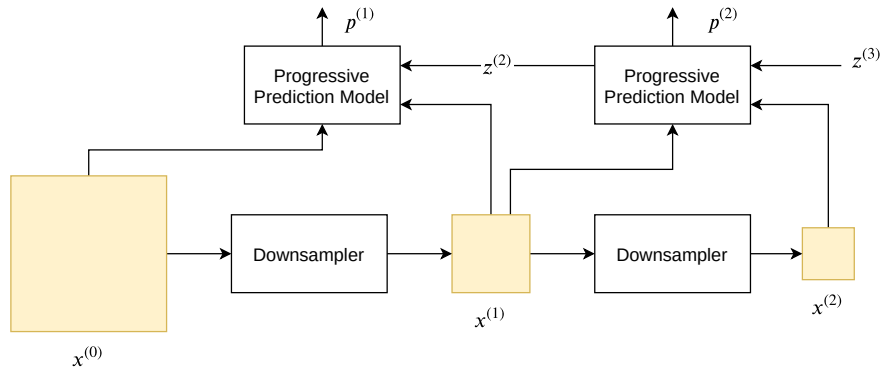 p^{(1)}
p^{(2)}
Progressive
Prediction Model
z^{(2)}
Progressive
Prediction Model
z^{(3)}
Downsampler
Downsampler
x^{(0)}
x^{(1)}
x^{(2)}